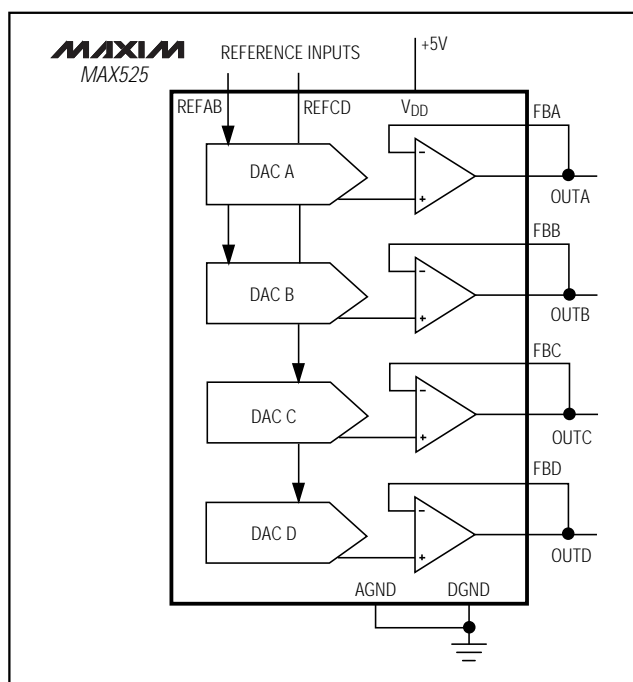 MAXIM
MAX525
REFERENCE INPUTS
+5V
REFAB
REFCD
VDD
FBA
DAC A
-
+
OUTA
FBB
DAC B
-
+
OUTB
FBC
DAC C
-
+
OUTC
FBD
DAC D
-
+
OUTD
AGND
DGND